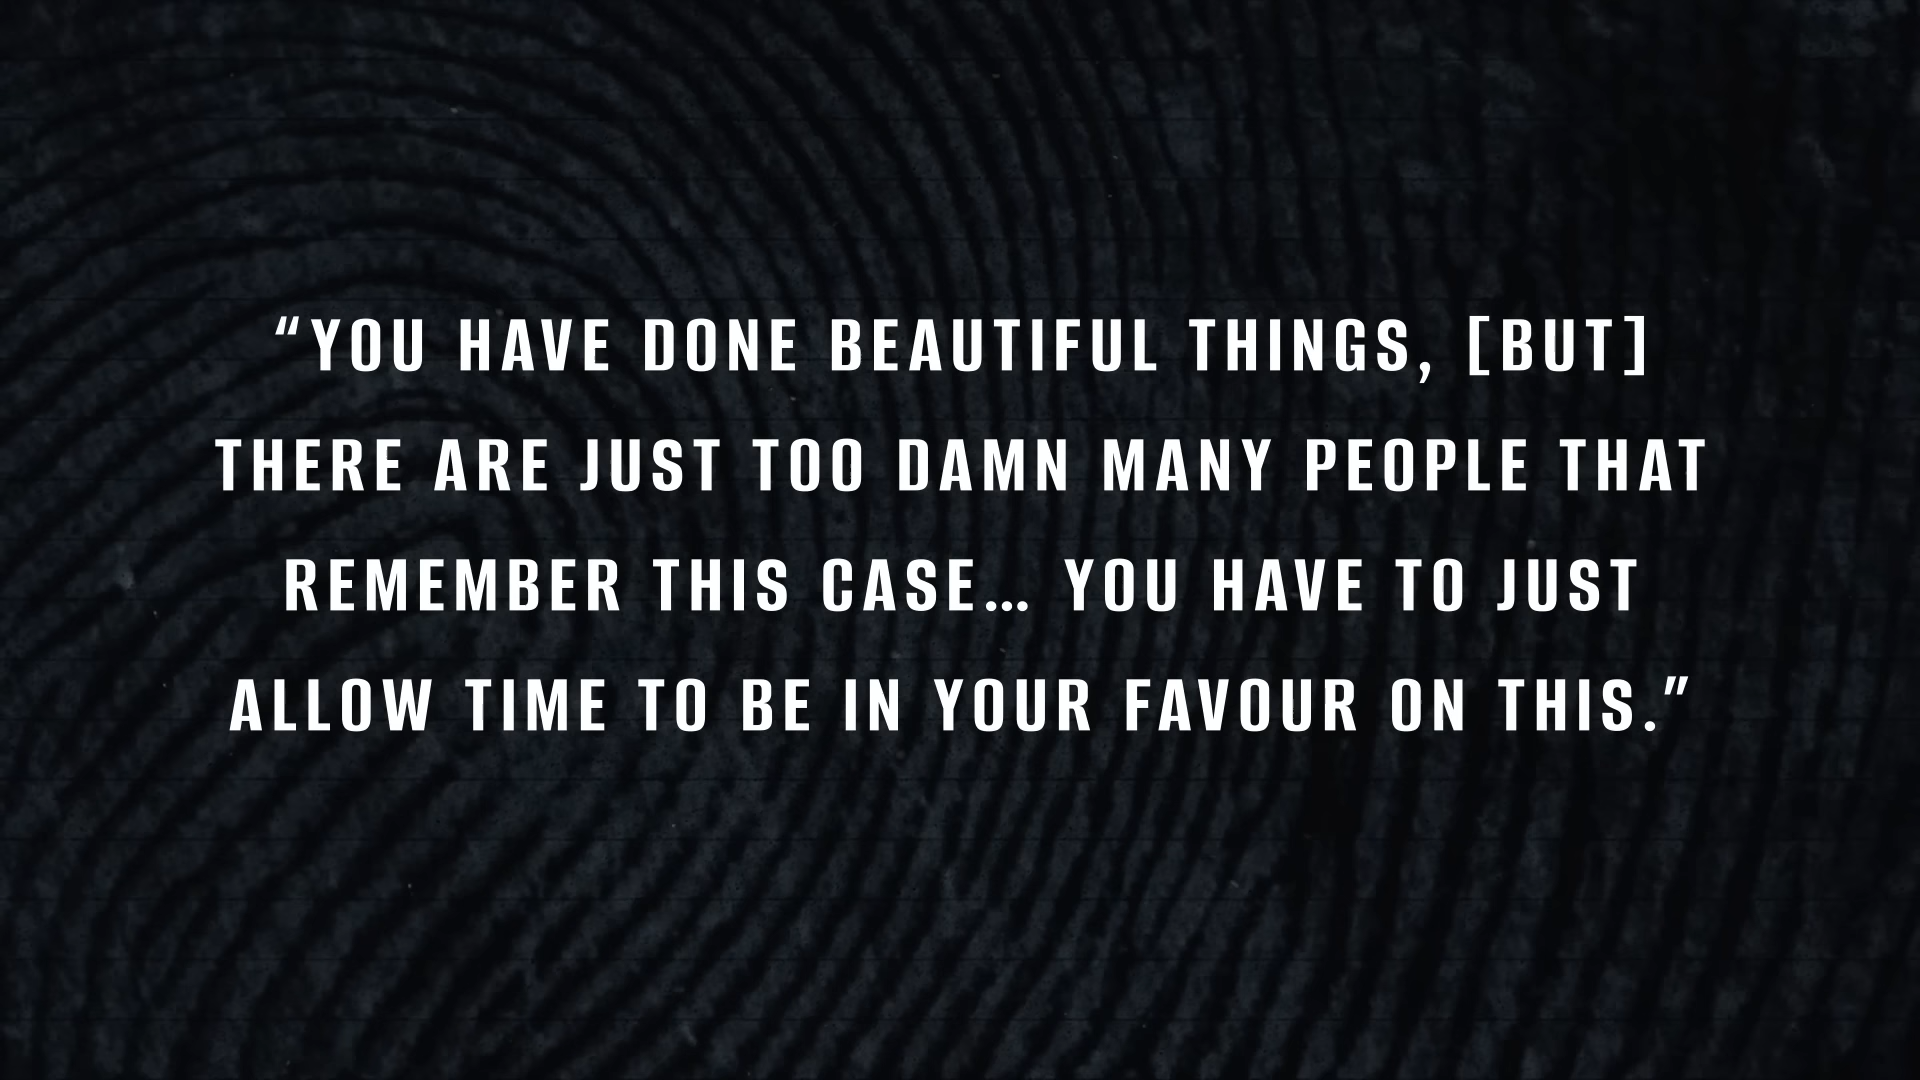 “YOU HAVE DONE BEAUTIFUL THINGS, [BUT]
THERE ARE JUST TOO DAMN MANY PEOPLE THAT
REMEMBER THIS CASE... YOU HAVE TO JUST
ALLOW TIME TO BE IN YOUR FAVOUR ON THIS.”